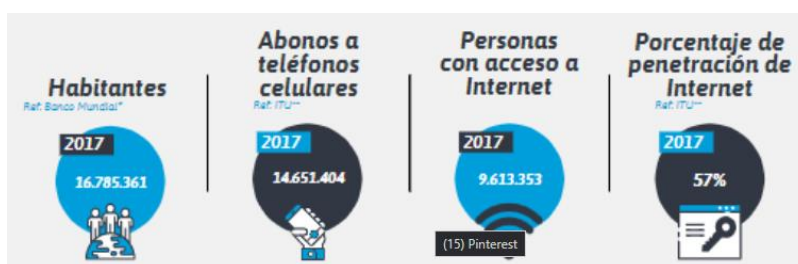 Habitantes
Ref: Banco Mundial*
2017
16.785.361
Abonos a
teléfonos
celulares
Ref: ITU**
2017
14.651.404
Personas
con acceso a
Internet
2017
9.613.353
(15) Pinterest
Porcentaje de
penetración de
Internet
Ref: ITU**
2017
57%